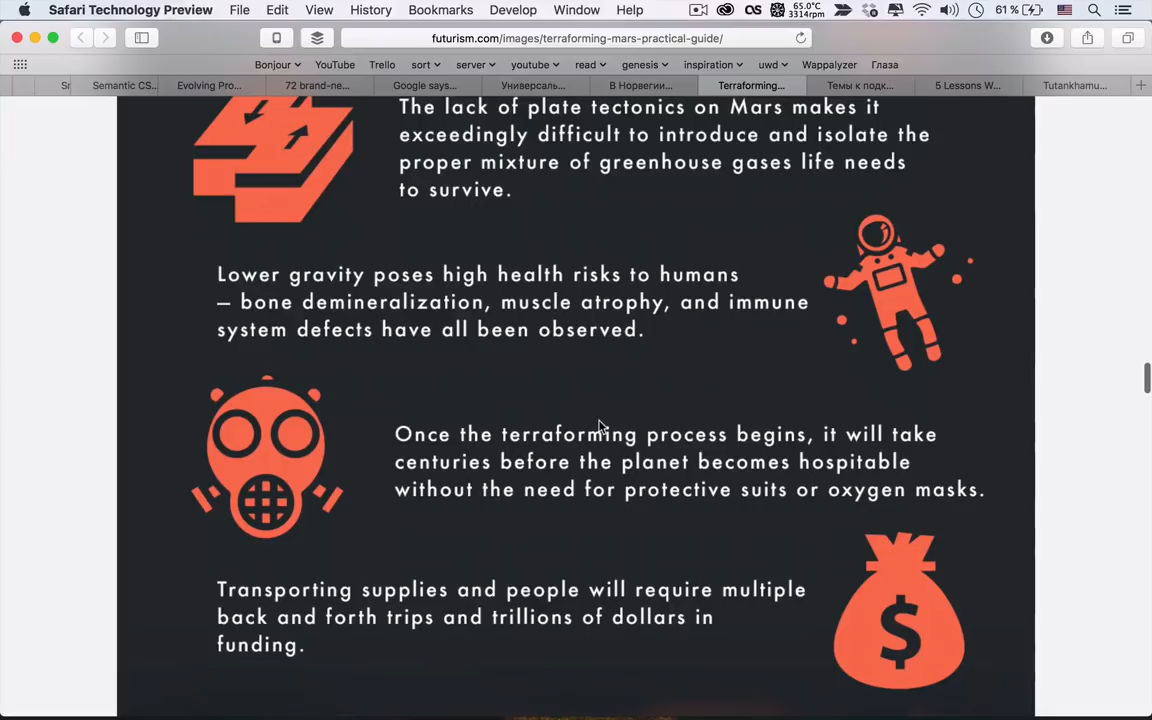 Safari Technology Preview File Edit View History Bookmarks Develop Window Help 65.0°C 3314rpm 61 %
futurism.com/images/terraforming-mars-practical-guide/
Bonjour YouTube Trello sort server youtube read genesis inspiration uwd Wappalyzer Глаза
Sr Semantic CS... Evolving Pro... 72 brand-ne... Google says... Универсаль... В Норвегии... Terraforming... Темы к подк... 5 Lessons W... Tutankhamu...
The lack of plate tectonics on Mars makes it
exceedingly difficult to introduce and isolate the
proper mixture of greenhouse gases life needs
to survive.
Lower gravity poses high health risks to humans
— bone demineralization, muscle atrophy, and immune
system defects have all been observed.
Once the terraforming process begins, it will take
centuries before the planet becomes hospitable
without the need for protective suits or oxygen masks.
Transporting supplies and people will require multiple
back and forth trips and trillions of dollars in
funding.
$